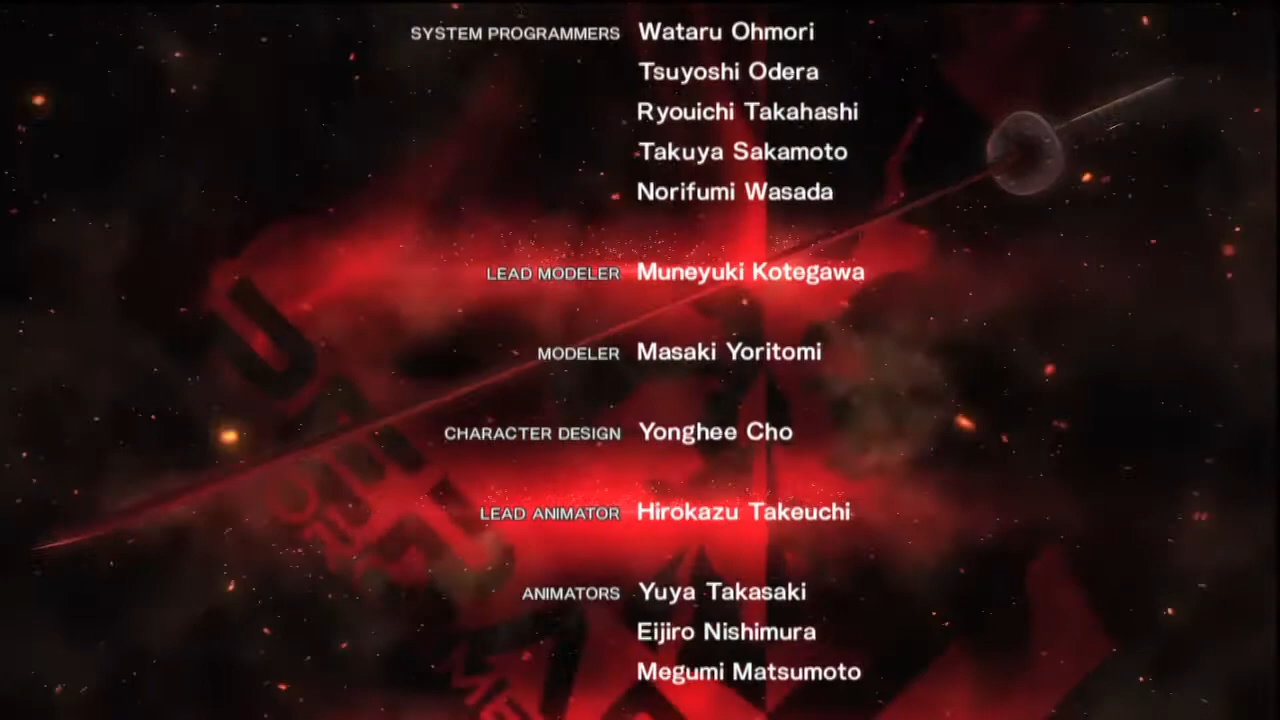 SYSTEM PROGRAMMERS Wataru Ohmori
Tsuyoshi Odera
Ryouichi Takahashi
Takuya Sakamoto
Norifumi Wasada
LEAD MODELER Muneyuki Kotegawa
MODELER Masaki Yoritomi
CHARACTER DESIGN Yonghee Cho
LEAD ANIMATOR Hirokazu Takeuchi
ANIMATORS Yuya Takasaki
Eijiro Nishimura
Megumi Matsumoto